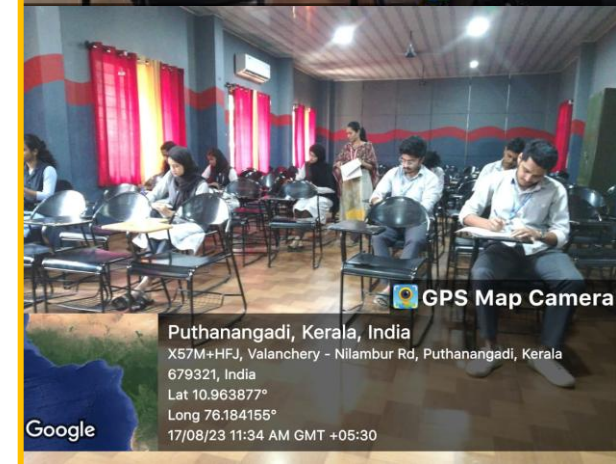 GPS Map Camera
Puthanangadi, Kerala, India
X57M+HFJ, Valanchery - Nilambur Rd, Puthanangadi, Kerala
679321, India
Lat 10.963877°
Long 76.184155°
17/08/23 11:34 AM GMT +05:30
Google